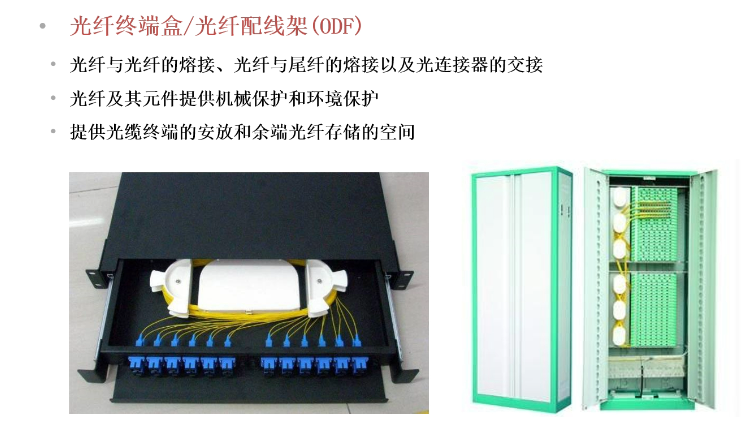 光纤终端盒/光纤配线架(ODF)
光纤与光纤的熔接、光纤与尾纤的熔接以及光连接器的交接
光纤及其元件提供机械保护和环境保护
提供光缆终端的安放和余端光纤存储的空间